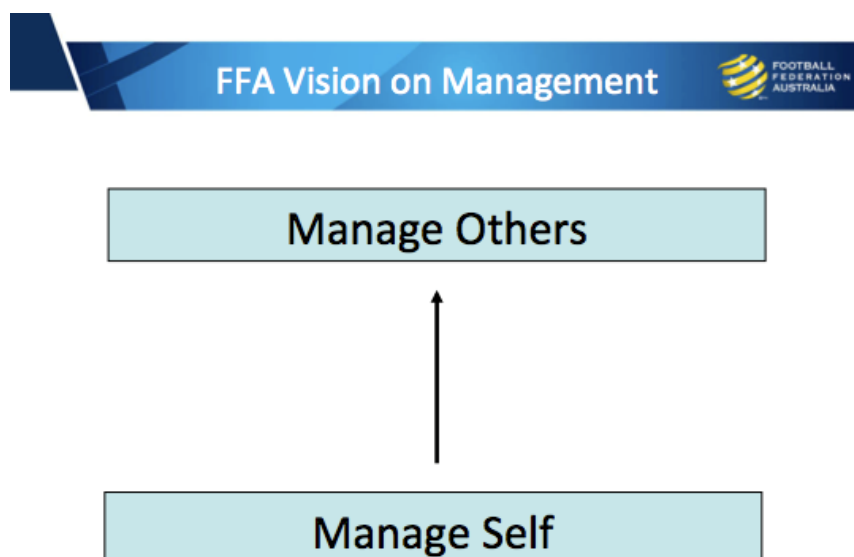 FFA Vision on Management
FOOTBALL
FEDERATION
AUSTRALIA
Manage Others
Manage Self